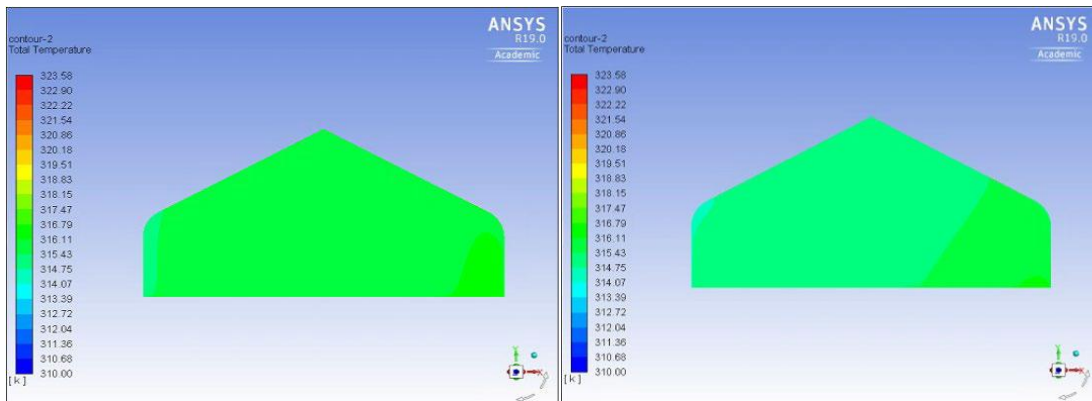 ANSYS
R19.0
Academic
contour-2
Total Temperature
323.58
322.90
322.22
321.54
320.86
320.18
319.51
318.83
318.15
317.47
316.79
316.11
315.43
314.75
314.07
313.39
312.72
312.04
311.36
310.68
310.00
[k]
Y
X
ANSYS
R19.0
Academic
contour-2
Total Temperature
323.58
322.90
322.22
321.54
320.86
320.18
319.51
318.83
318.15
317.47
316.79
316.11
315.43
314.75
314.07
313.39
312.72
312.04
311.36
310.68
310.00
[k]
Y
X